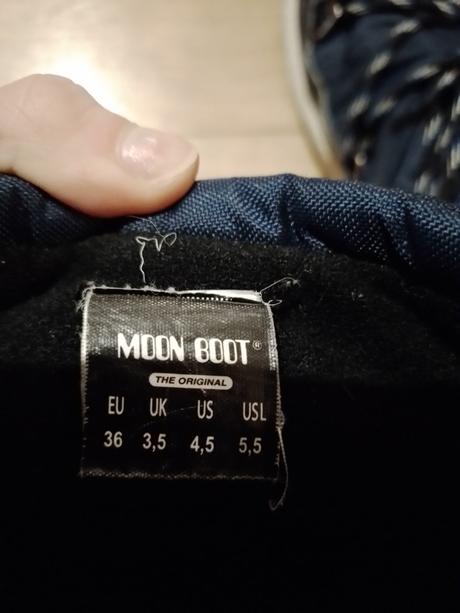 MOON BOOT®
THE ORIGINAL
EU UK US USL
36 3,5 4,5 5,5